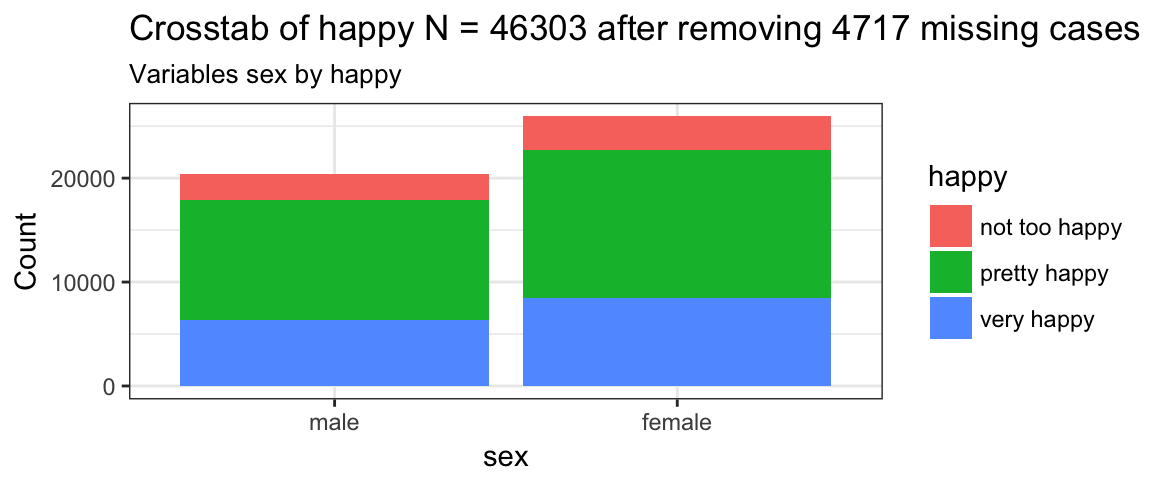 Crosstab of happy N = 46303 after removing 4717 missing cases
Variables sex by happy
Count
20000
10000
0
male
female
sex
happy
not too happy
pretty happy
very happy